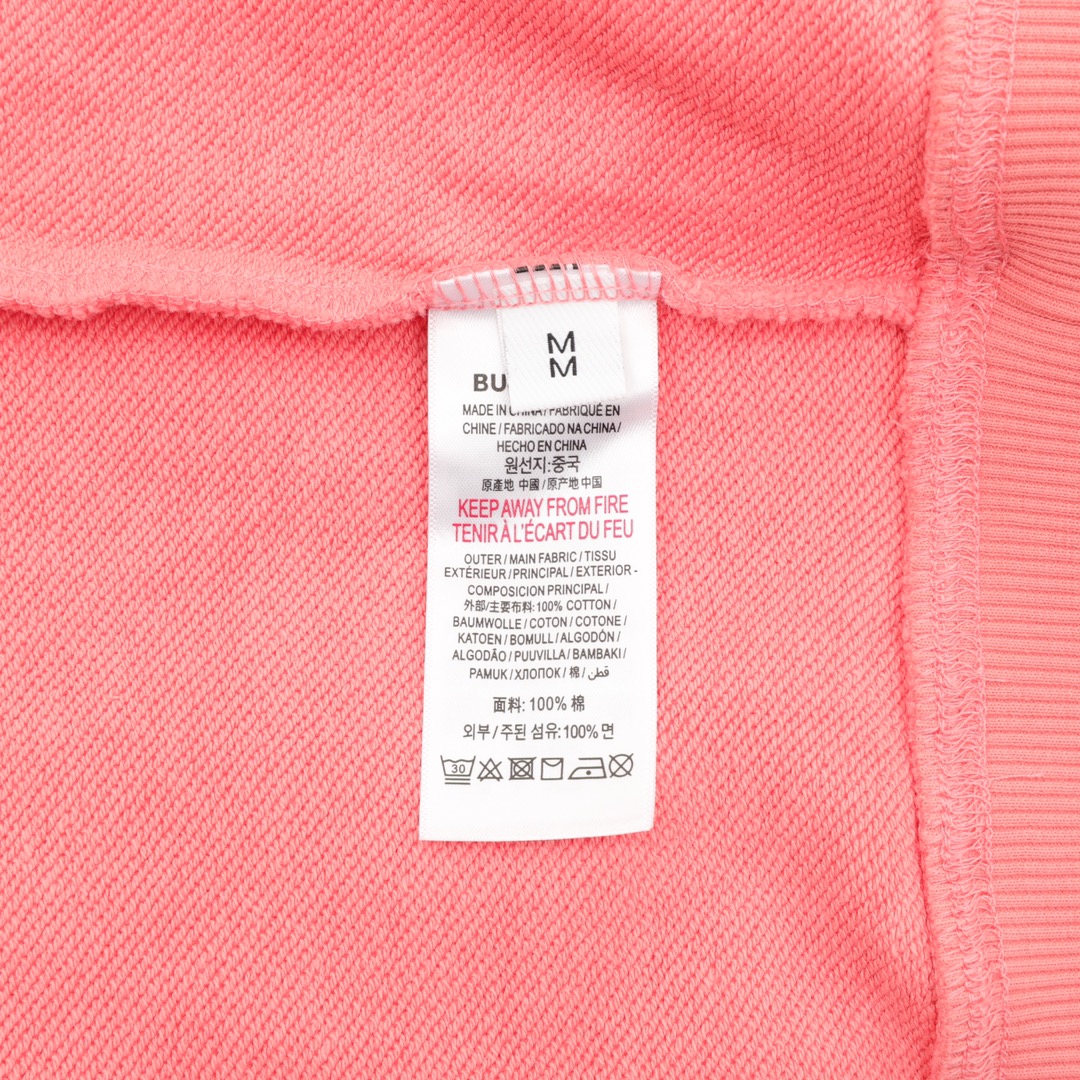 M
M
MADE IN CHINA / FABRIQUÉ EN
CHINE / FABRICADO NA CHINA /
HECHO EN CHINA
원선지:중국
原產地 中國 / 原产地 中国
KEEP AWAY FROM FIRE
TENIR À L'ÉCART DU FEU
OUTER / MAIN FABRIC / TISSU
EXTÉRIEUR / PRINCIPAL / EXTERIOR -
COMPOSICION PRINCIPAL /
外部/主要布料: 100% COTTON /
BAUMWOLLE / COTON / COTONE /
KATOEN / BOMULL / ALGODÓN /
ALGODÃO / PUUVILLA / BAMBAKI /
PAMUK / ХЛОПОК / 棉 / قطن
面料: 100% 棉
외부 / 주된 섬유: 100% 면
30